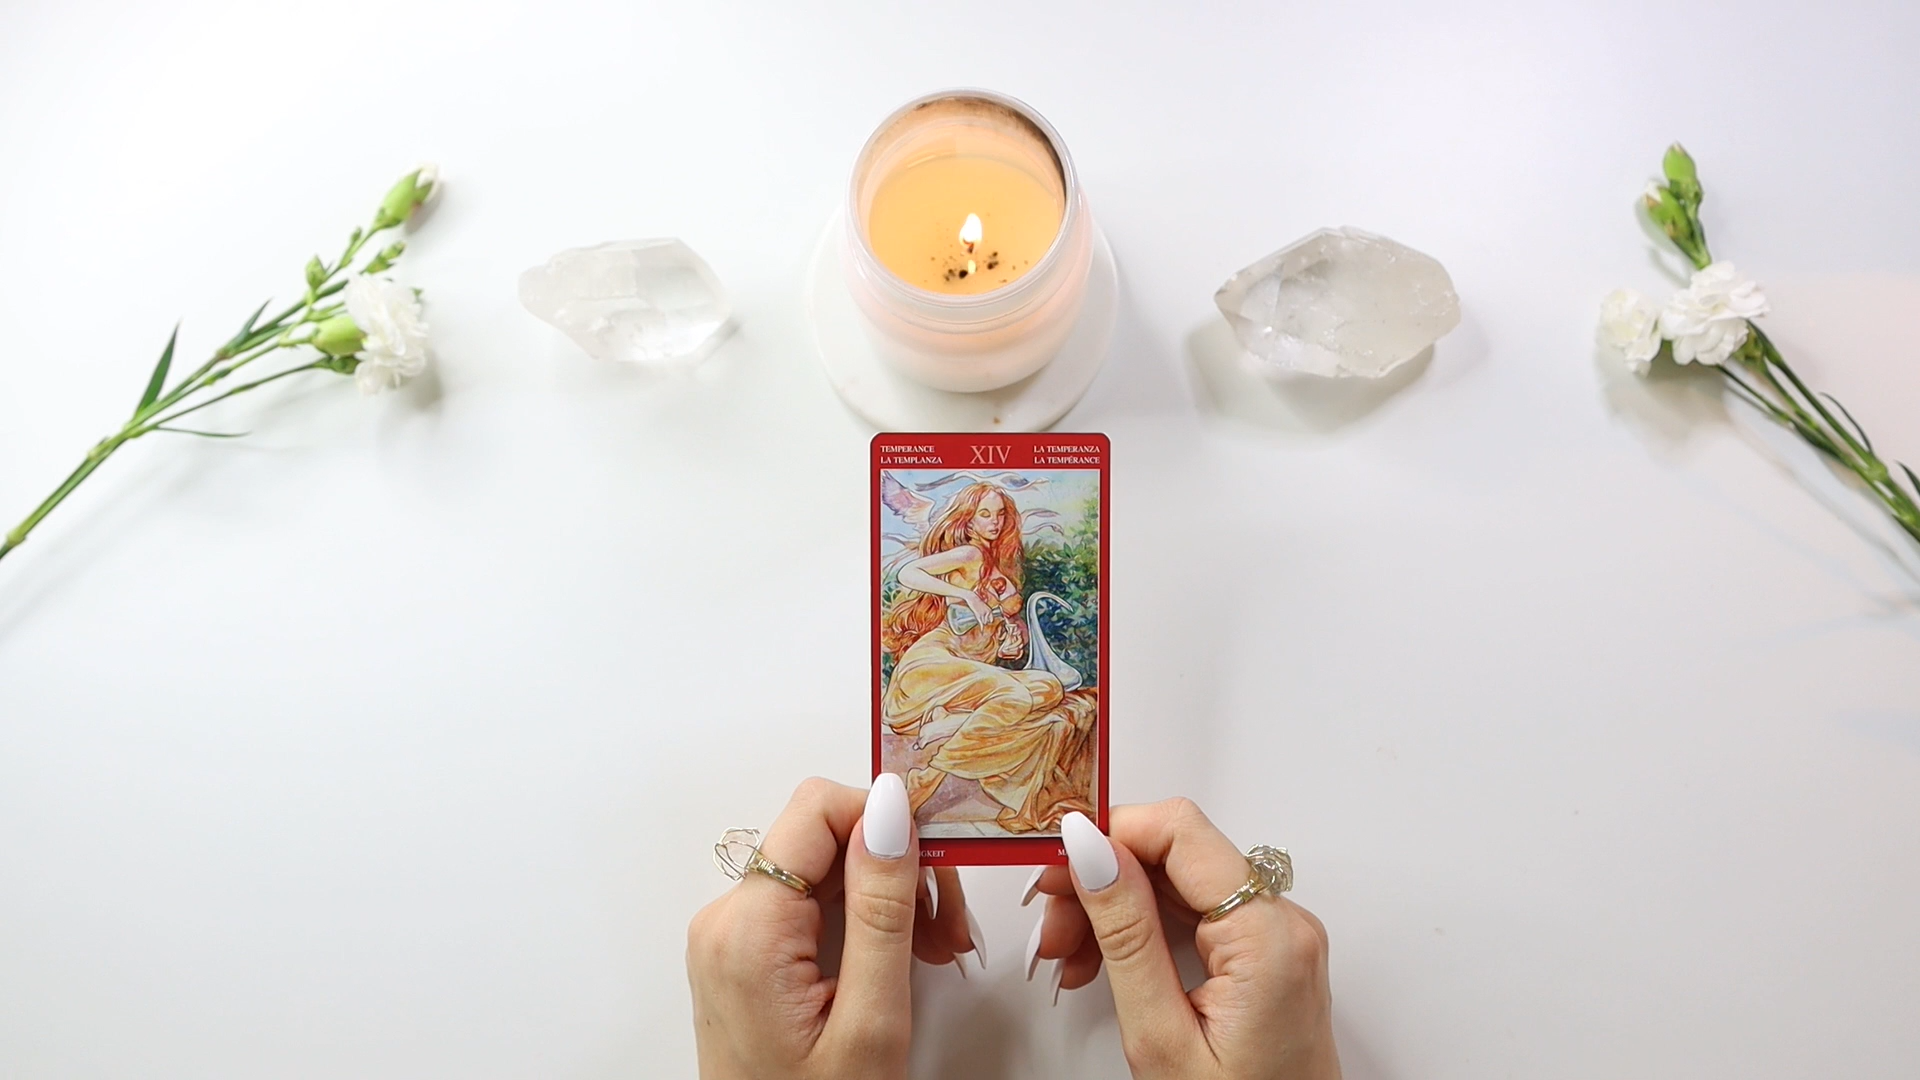 TEMPERANCE
LA TEMPLANZA
XIV
LA TEMPERANZA
LA TEMPÉRANCE